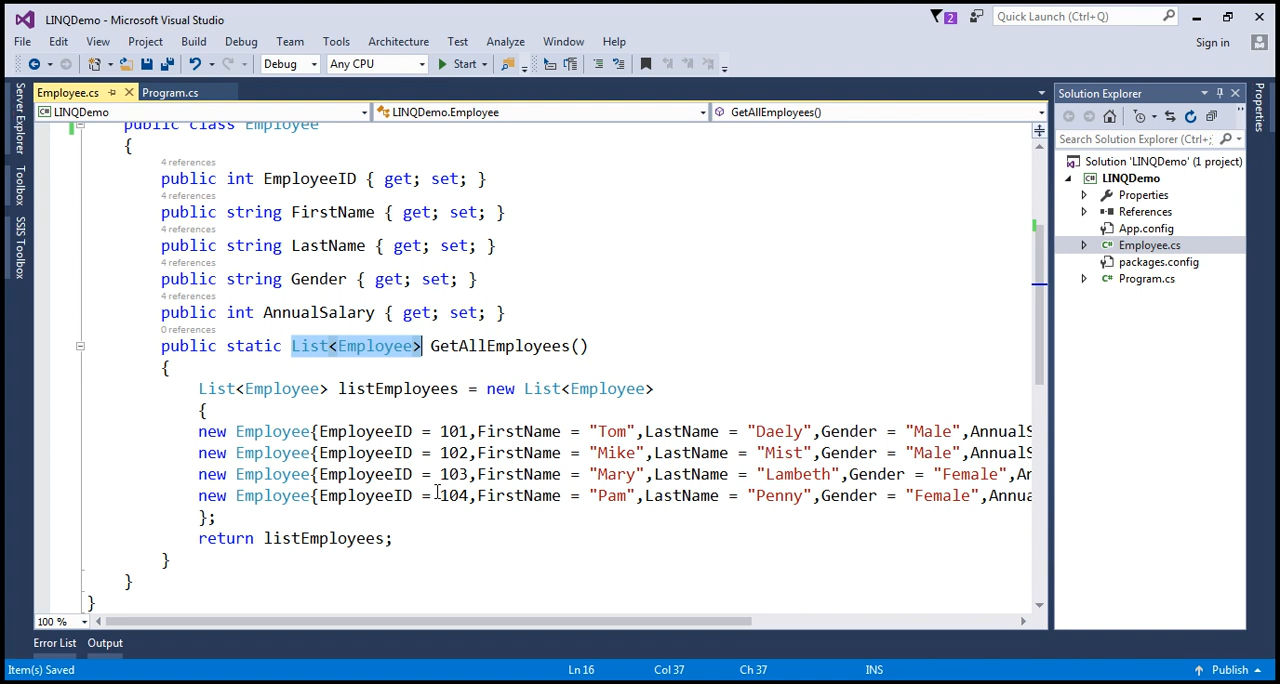 LINQDemo - Microsoft Visual Studio
2
Quick Launch (Ctrl+Q)
File Edit View Project Build Debug Team Tools Architecture Test Analyze Window Help
Sign in
Debug Any CPU Start
Server Explorer
Toolbox
SSIS Toolbox
Employee.cs Program.cs
LINQDemo LINQDemo.Employee GetAllEmployees()
public class Employee
{
4 references
public int EmployeeID { get; set; }
4 references
public string FirstName { get; set; }
4 references
public string LastName { get; set; }
4 references
public string Gender { get; set; }
4 references
public int AnnualSalary { get; set; }
0 references
public static List<Employee> GetAllEmployees()
{
List<Employee> listEmployees = new List<Employee>
{
new Employee{EmployeeID = 101,FirstName = "Tom",LastName = "Daely",Gender = "Male",AnnualS
new Employee{EmployeeID = 102,FirstName = "Mike",LastName = "Mist",Gender = "Male",AnnualS
new Employee{EmployeeID = 103,FirstName = "Mary",LastName = "Lambeth",Gender = "Female",An
new Employee{EmployeeID = 104,FirstName = "Pam",LastName = "Penny",Gender = "Female",Annua
};
return listEmployees;
}
}
}
100 %
Solution Explorer
Search Solution Explorer (Ctrl+;
Solution 'LINQDemo' (1 project)
LINQDemo
Properties
References
App.config
Employee.cs
packages.config
Program.cs
Properties
Error List Output
Item(s) Saved Ln 16 Col 37 Ch 37 INS Publish